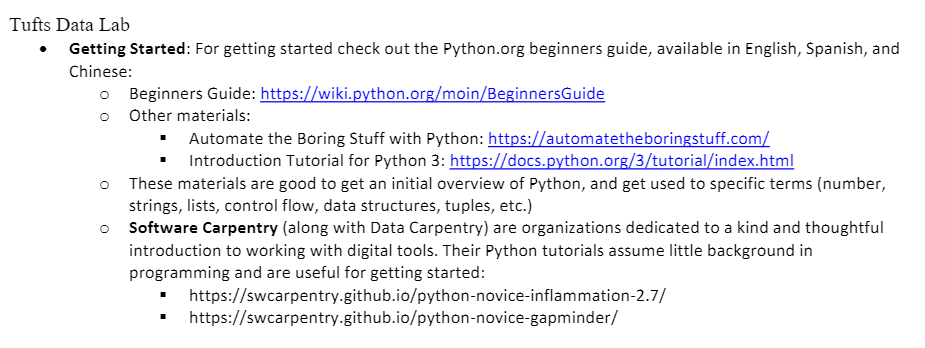 Tufts Data Lab
• Getting Started: For getting started check out the Python.org beginners guide, available in English, Spanish, and
Chinese:
o Beginners Guide: https://wiki.python.org/moin/BeginnersGuide
o Other materials:
▪ Automate the Boring Stuff with Python: https://automatetheboringstuff.com/
▪ Introduction Tutorial for Python 3: https://docs.python.org/3/tutorial/index.html
o These materials are good to get an initial overview of Python, and get used to specific terms (number,
strings, lists, control flow, data structures, tuples, etc.)
o Software Carpentry (along with Data Carpentry) are organizations dedicated to a kind and thoughtful
introduction to working with digital tools. Their Python tutorials assume little background in
programming and are useful for getting started:
▪ https://swcarpentry.github.io/python-novice-inflammation-2.7/
▪ https://swcarpentry.github.io/python-novice-gapminder/